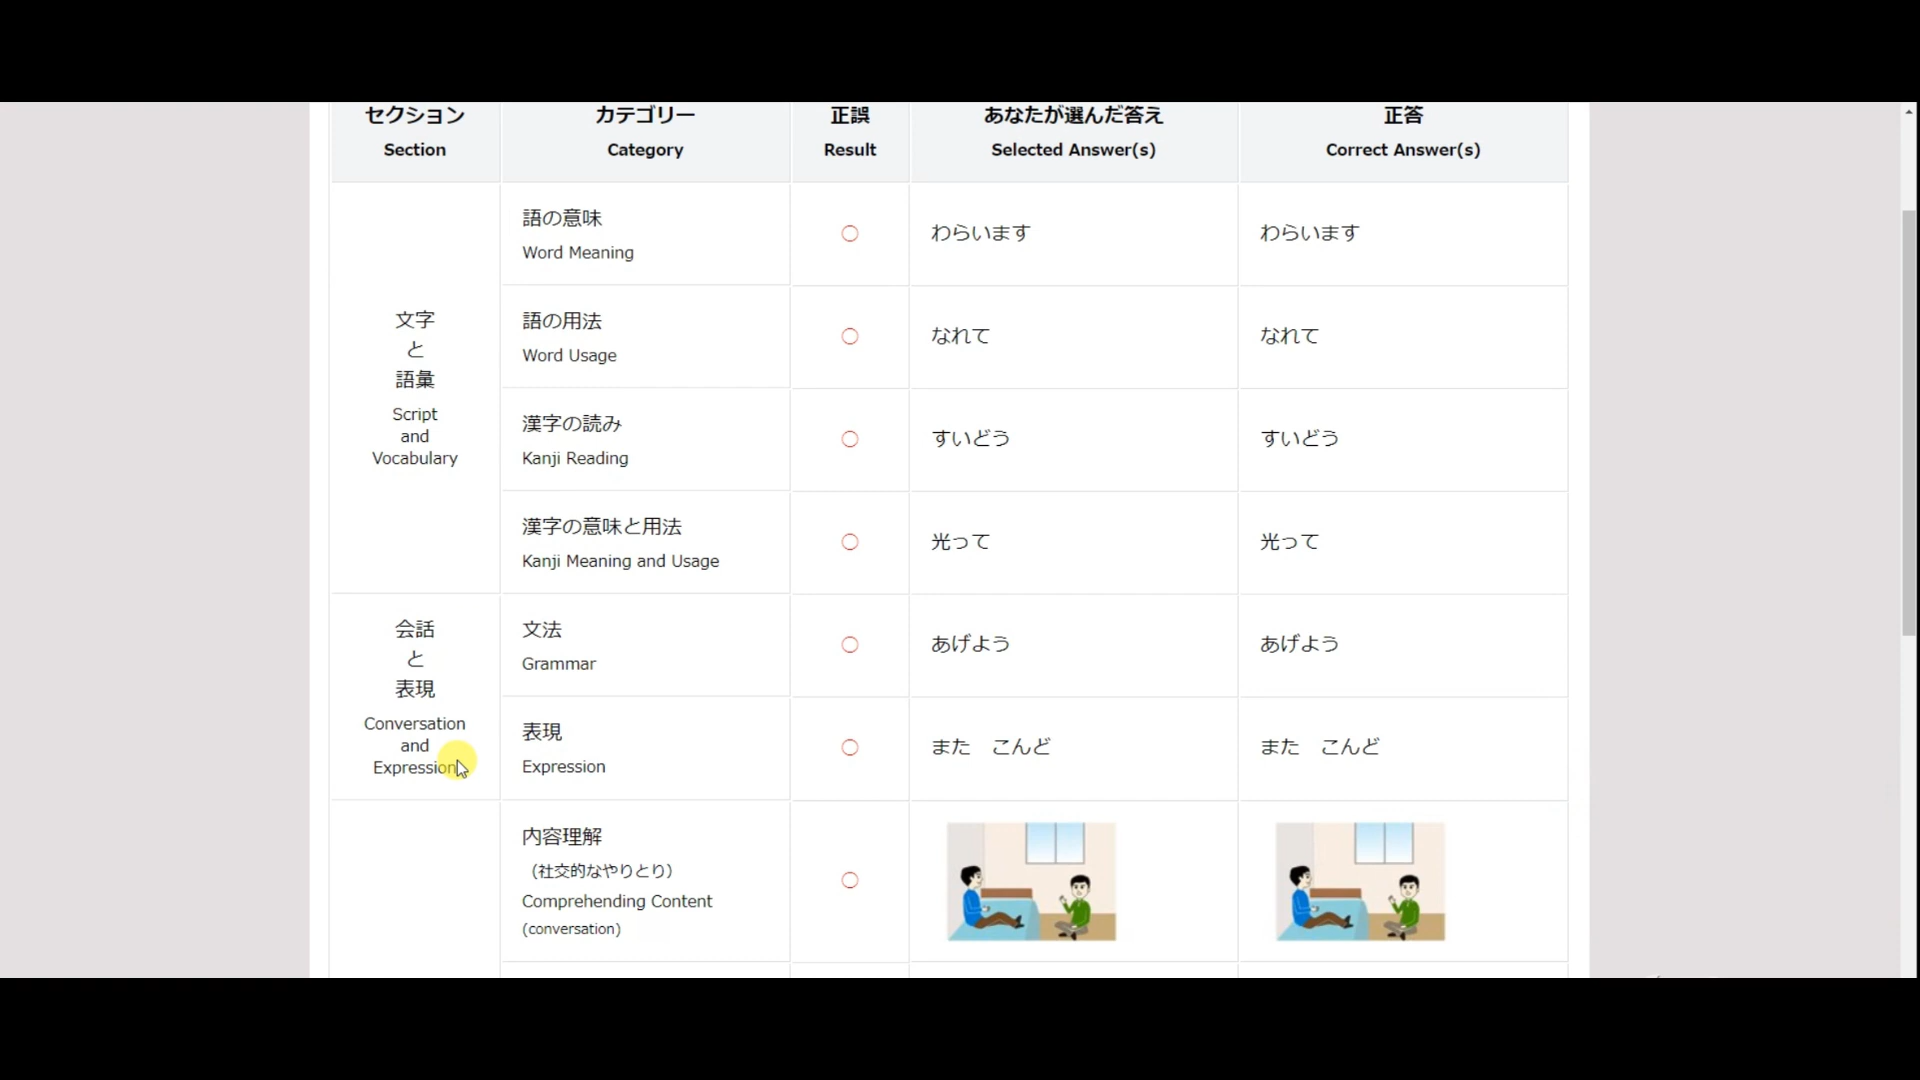 セクション
Section
カテゴリー
Category
正誤
Result
あなたが選んだ答え
Selected Answer(s)
正答
Correct Answer(s)
文字
と
語彙
Script
and
Vocabulary
語の意味
Word Meaning
○
わらいます
わらいます
語の用法
Word Usage
○
なれて
なれて
漢字の読み
Kanji Reading
○
すいどう
すいどう
漢字の意味と用法
Kanji Meaning and Usage
○
光って
光って
会話
と
表現
Conversation
and
Expression
文法
Grammar
○
あげよう
あげよう
表現
Expression
○
また　こんど
また　こんど
内容理解
（社交的なやりとり）
Comprehending Content
(conversation)
○